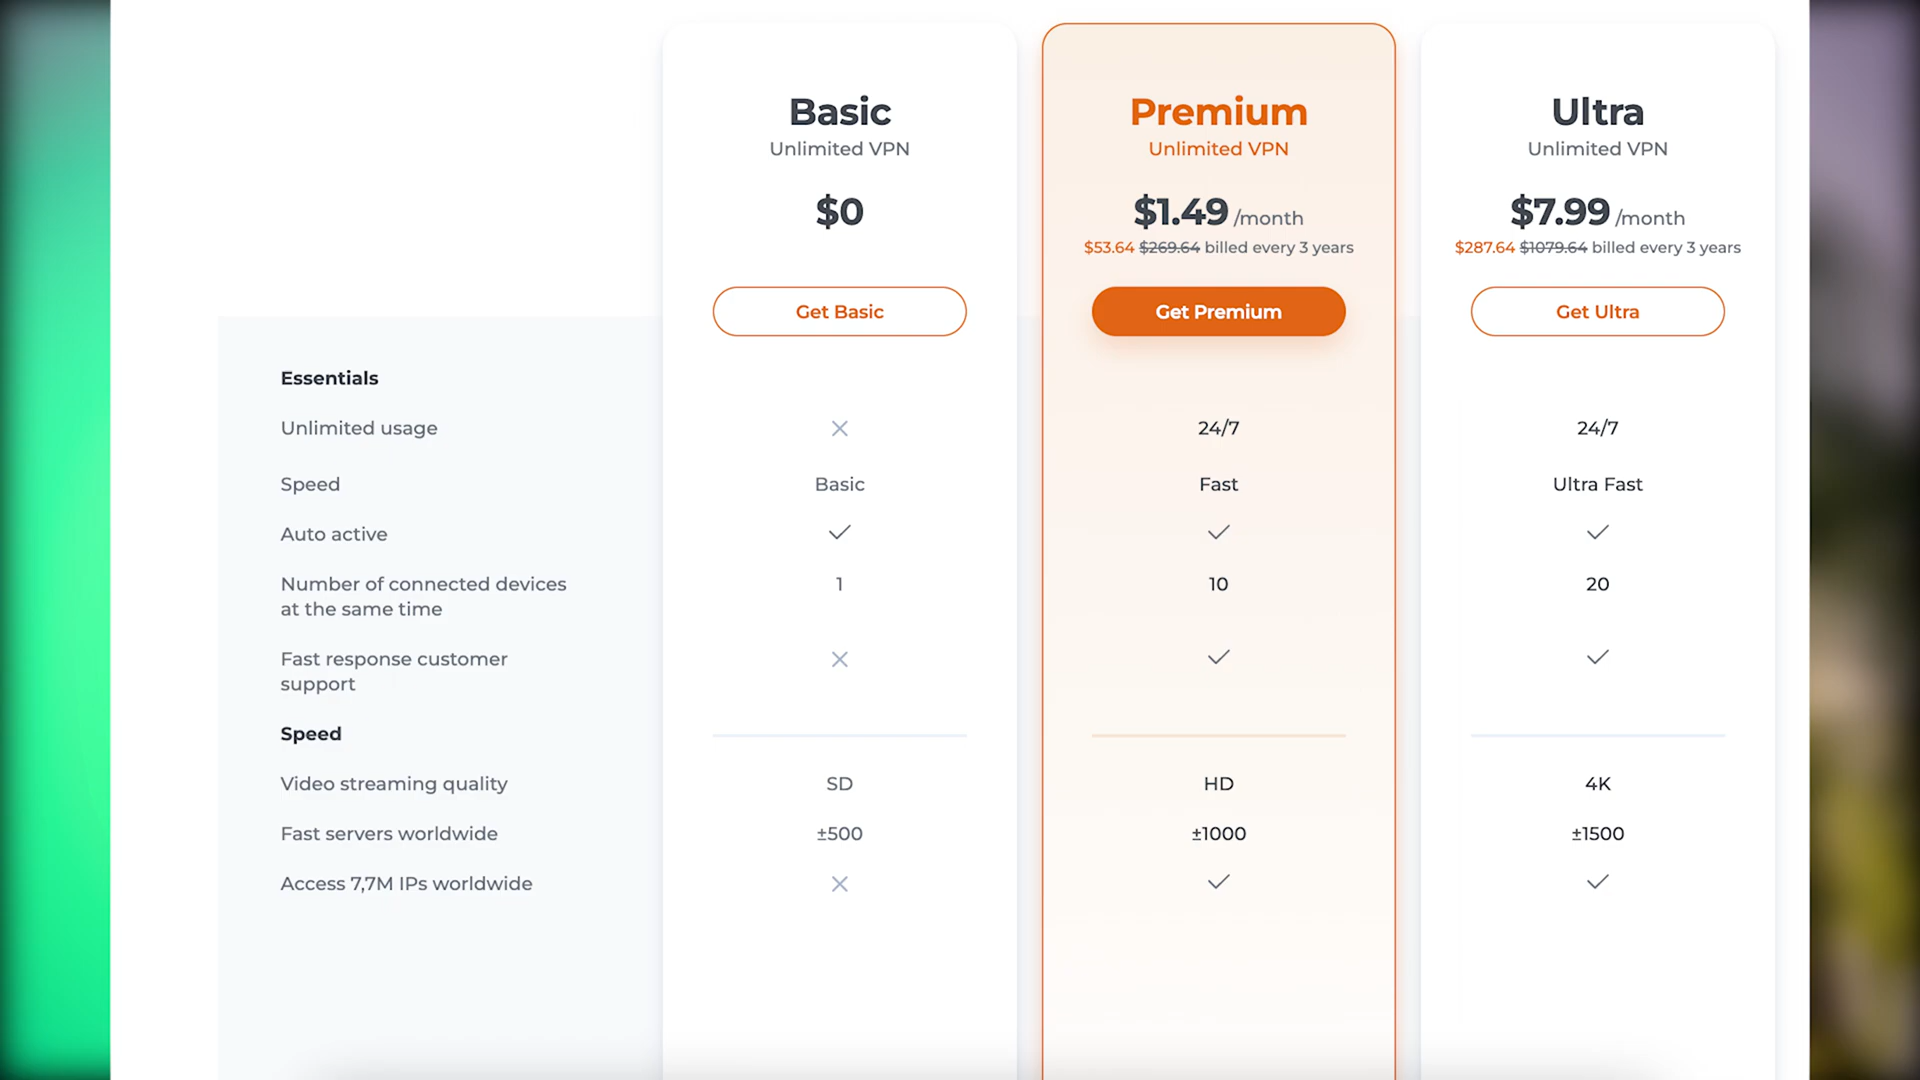 Basic
Unlimited VPN
$0
Get Basic
Premium
Unlimited VPN
$1.49 /month
$53.64 $269.64 billed every 3 years
Get Premium
Ultra
Unlimited VPN
$7.99 /month
$287.64 $1079.64 billed every 3 years
Get Ultra
Essentials
Unlimited usage 24/7 24/7
Speed Basic Fast Ultra Fast
Auto active
Number of connected devices
at the same time
1 10 20
Fast response customer
support
Speed
Video streaming quality SD HD 4K
Fast servers worldwide ±500 ±1000 ±1500
Access 7,7M IPs worldwide